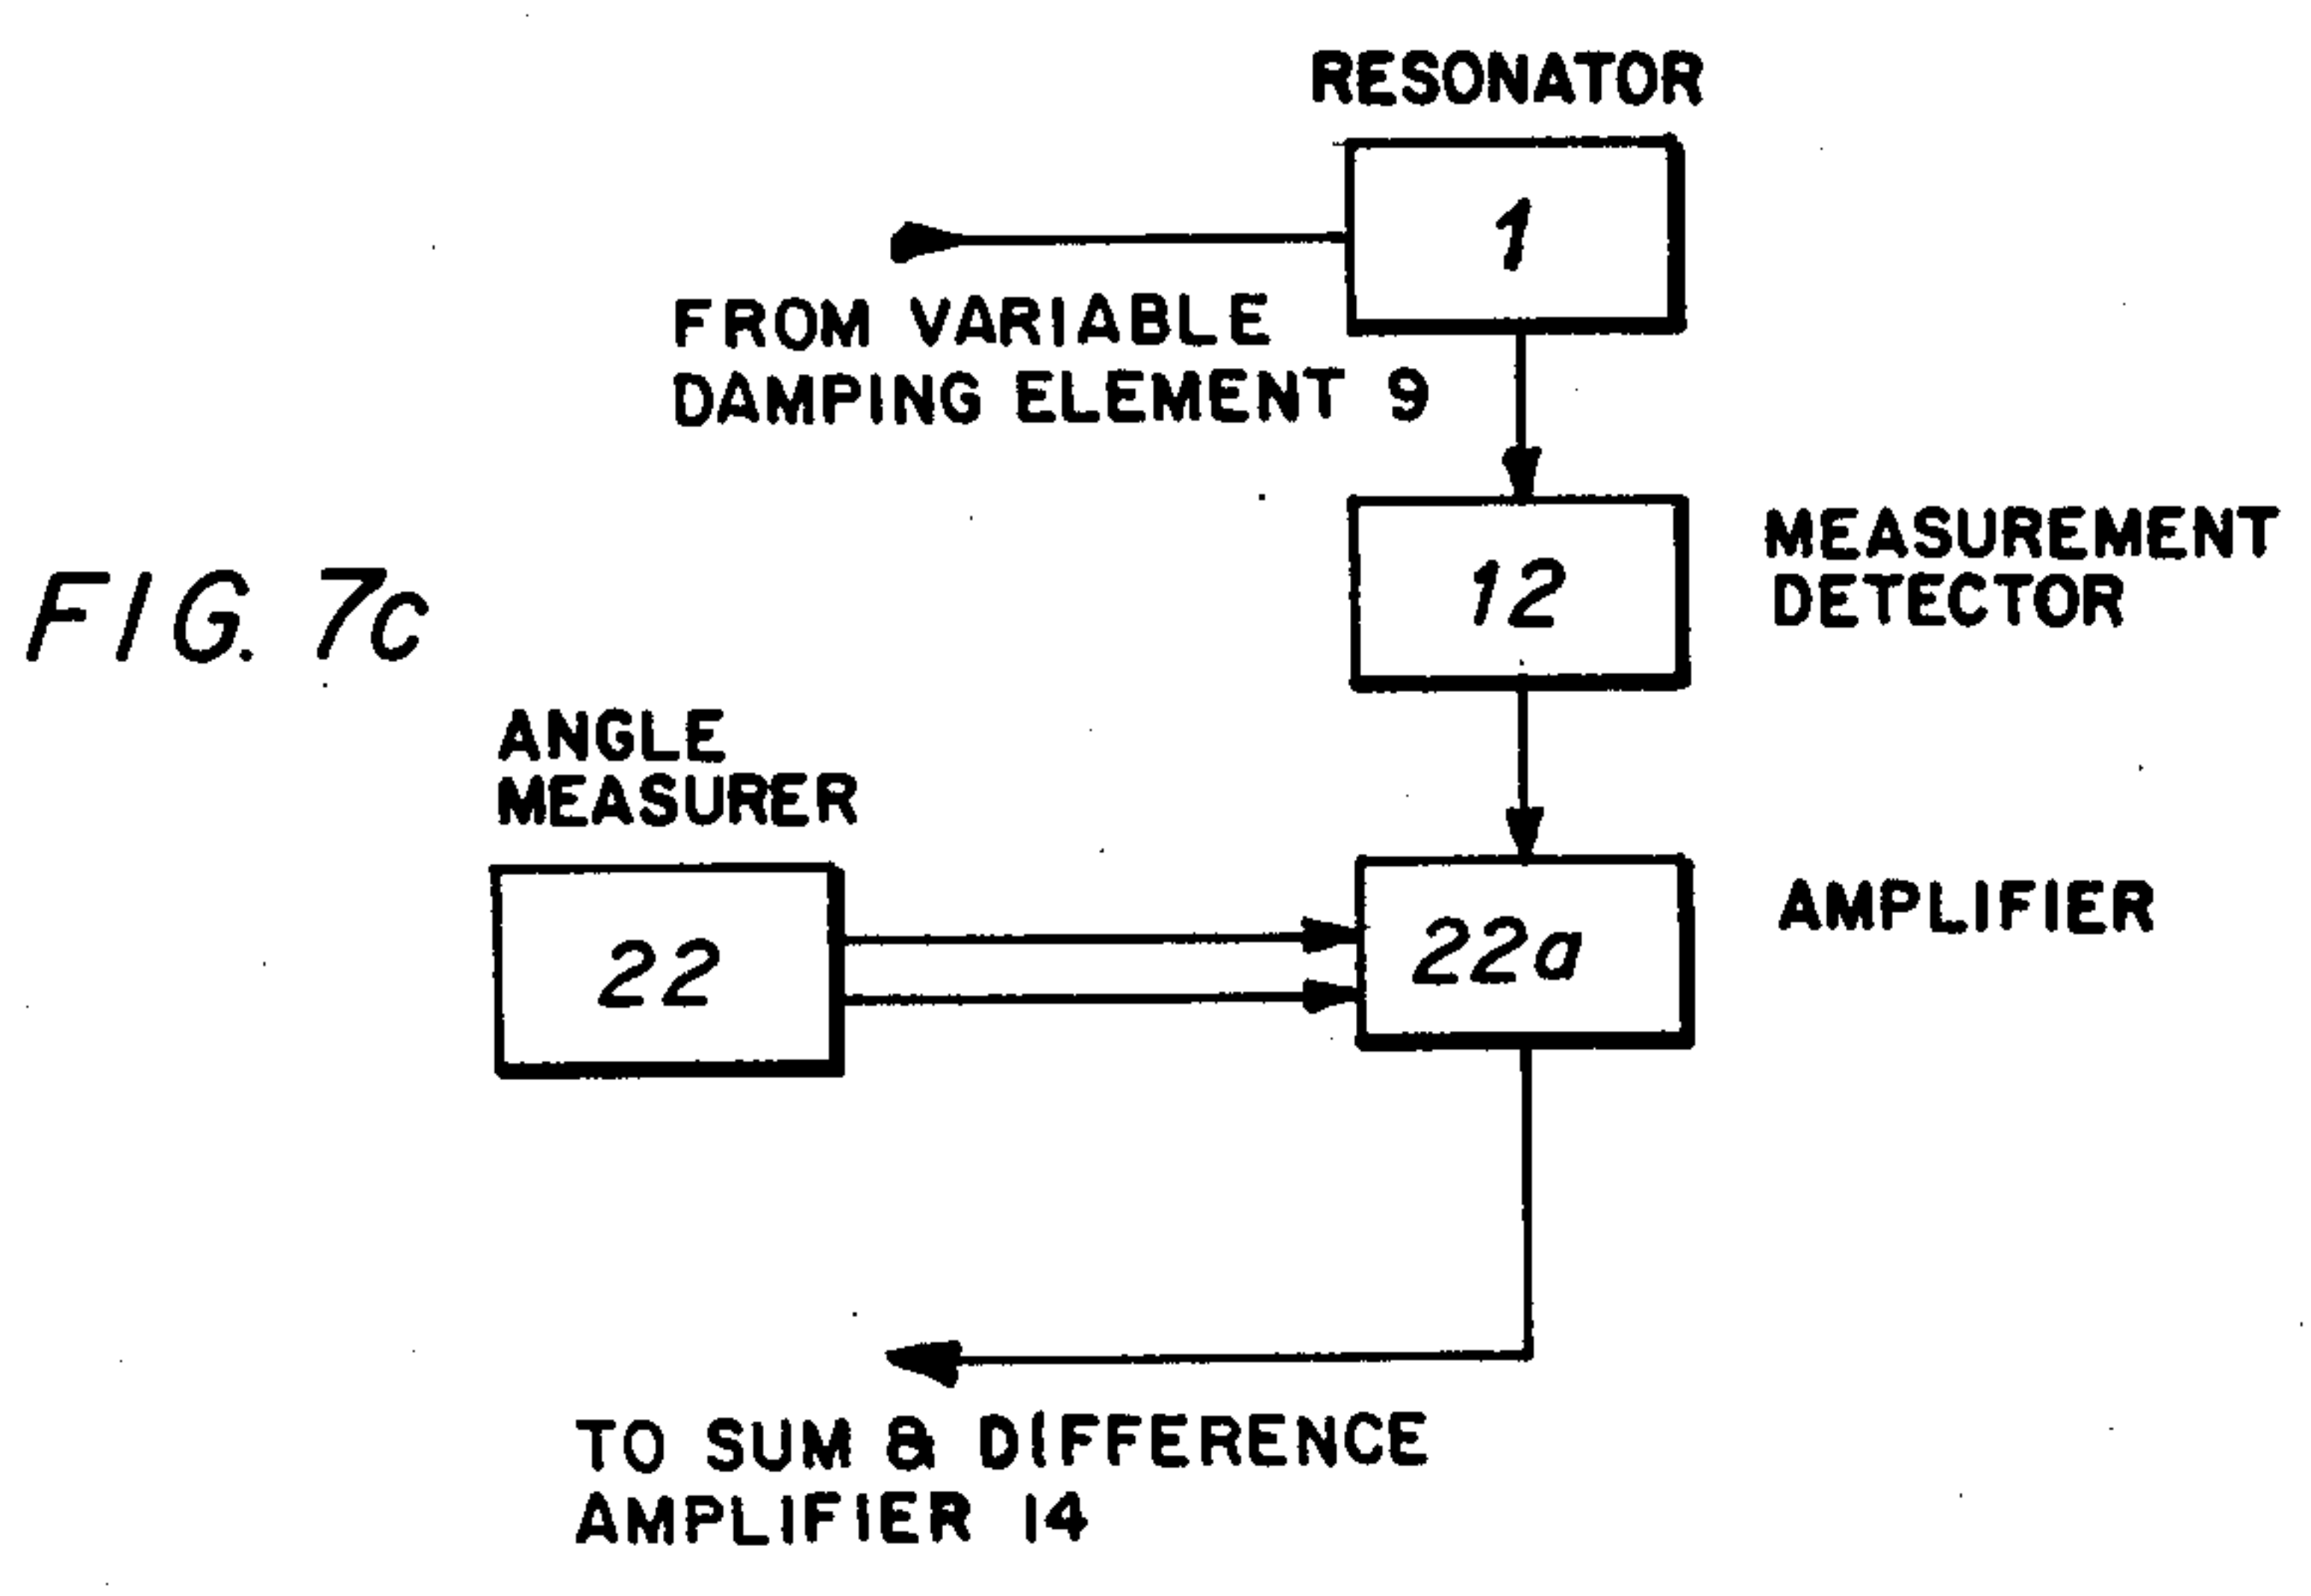 RESONATOR
1
FROM VARIABLE
DAMPING ELEMENT 9
12
MEASUREMENT
DETECTOR
FIG. 7c
ANGLE
MEASURER
22
22a
AMPLIFIER
TO SUM & DIFFERENCE
AMPLIFIER 14